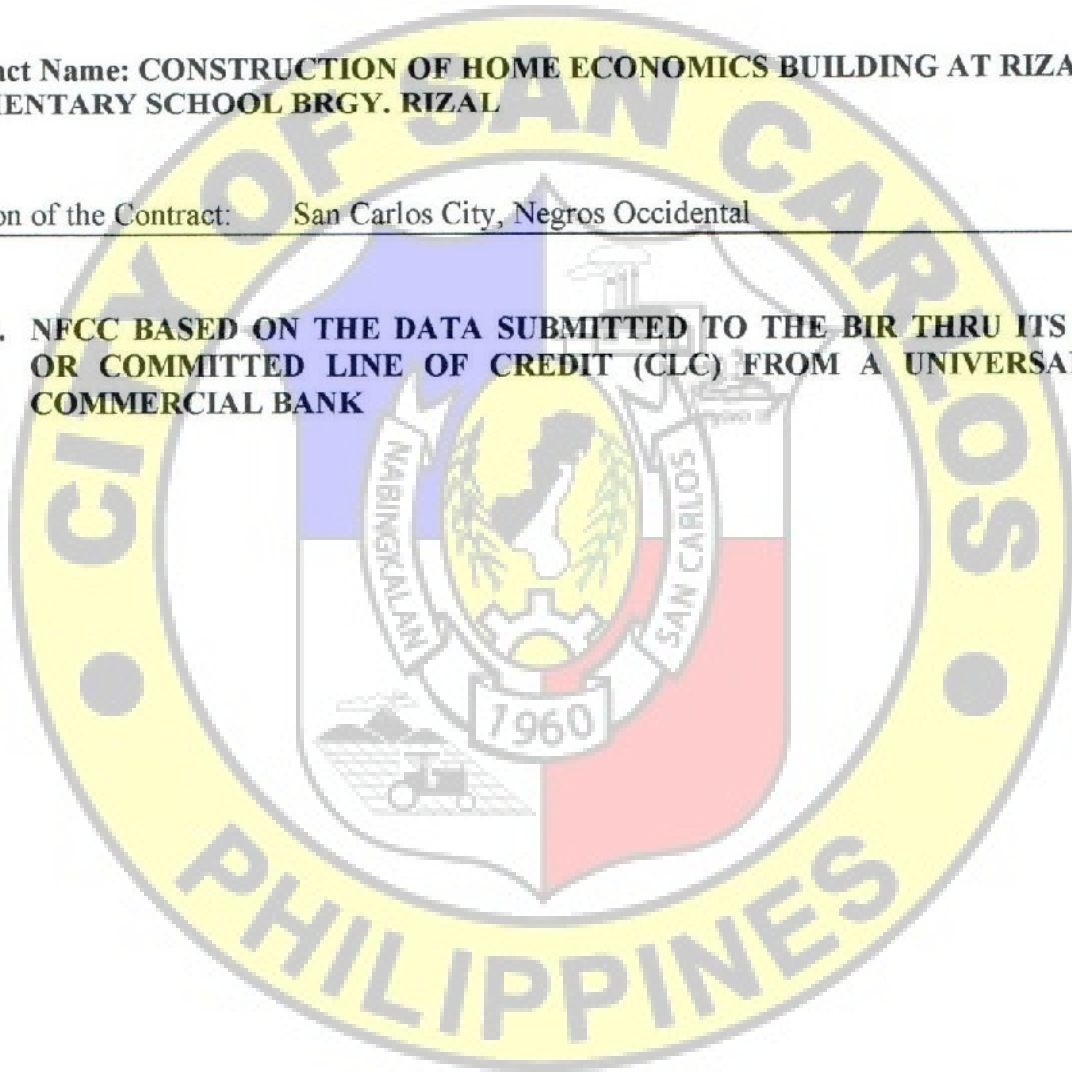 act Name: CONSTRUCTION OF HOME ECONOMICS BUILDING AT RIZA
MENTARY SCHOOL BRGY. RIZAL
on of the Contract: San Carlos City, Negros Occidental
. NFCC BASED ON THE DATA SUBMITTED TO THE BIR THRU ITS
OR COMMITTED LINE OF CREDIT (CLC) FROM A UNIVERSA
COMMERCIAL BANK
CITY OF SAN CARLOS
NABINGKALAN
SAN CARLOS
1960
PHILIPPINES